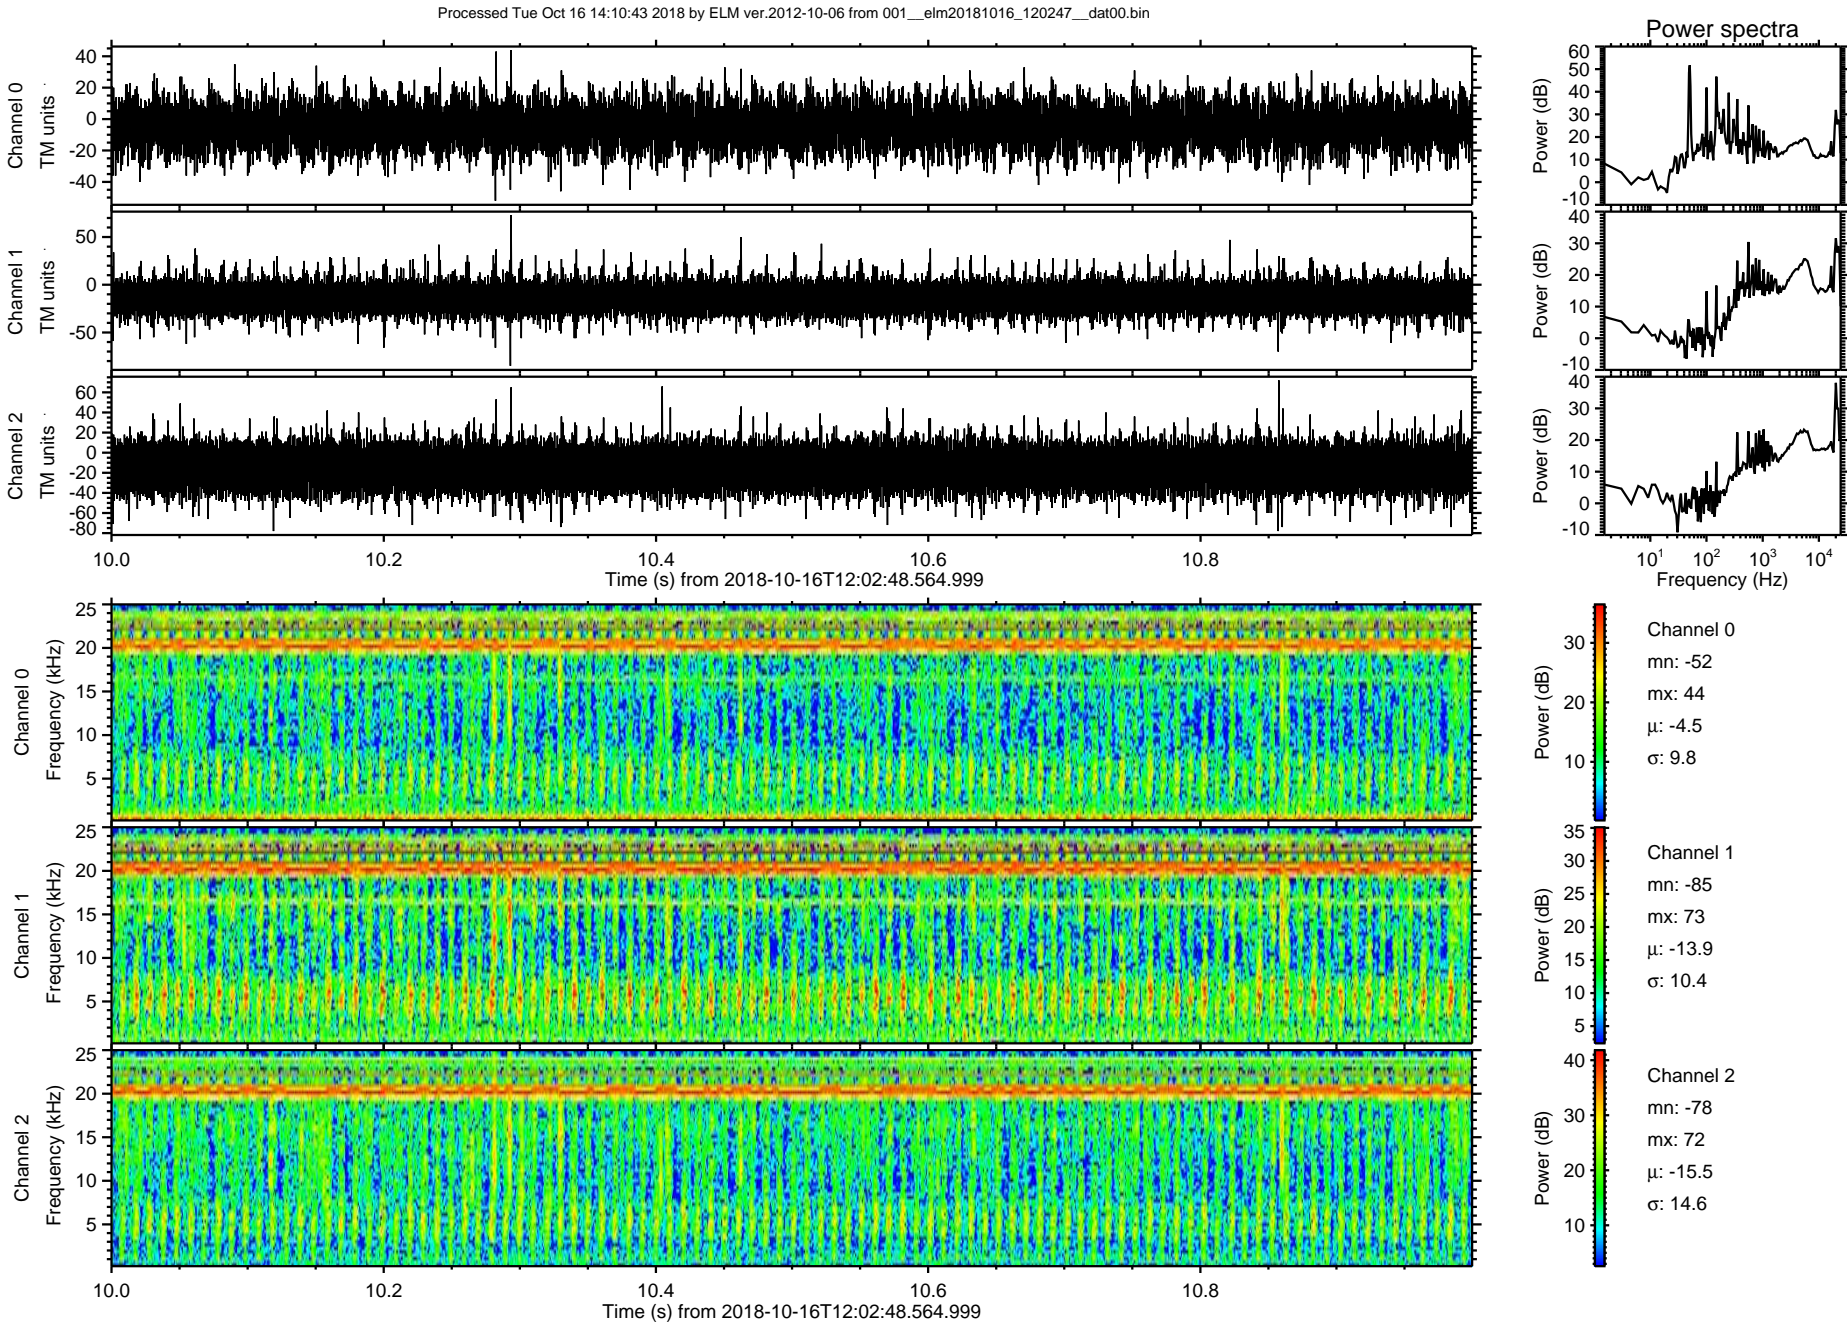 Processed Tue Oct 16 14:10:43 2018 by ELM ver.2012-10-06 from 001__elm20181016_120247__dat00.bin
Power spectra
Channel 0
TM units
40
20
0
-20
-40
Power (dB)
60
50
40
30
20
10
0
-10
Channel 1
TM units
50
0
-50
Power (dB)
40
30
20
10
0
-10
Channel 2
TM units
60
40
20
0
-20
-40
-60
-80
Power (dB)
40
30
20
10
0
-10
10.0 10.2 10.4 10.6 10.8
Time (s) from 2018-10-16T12:02:48.564.999
10^1 10^2 10^3 10^4
Frequency (Hz)
Channel 0
Frequency (kHz)
25
20
15
10
5
Power (dB)
30
20
10
Channel 0
mn: -52
mx: 44
μ: -4.5
σ: 9.8
Channel 1
Frequency (kHz)
25
20
15
10
5
Power (dB)
35
30
25
20
15
10
5
Channel 1
mn: -85
mx: 73
μ: -13.9
σ: 10.4
Channel 2
Frequency (kHz)
25
20
15
10
5
Power (dB)
40
30
20
10
Channel 2
mn: -78
mx: 72
μ: -15.5
σ: 14.6
10.0 10.2 10.4 10.6 10.8
Time (s) from 2018-10-16T12:02:48.564.999